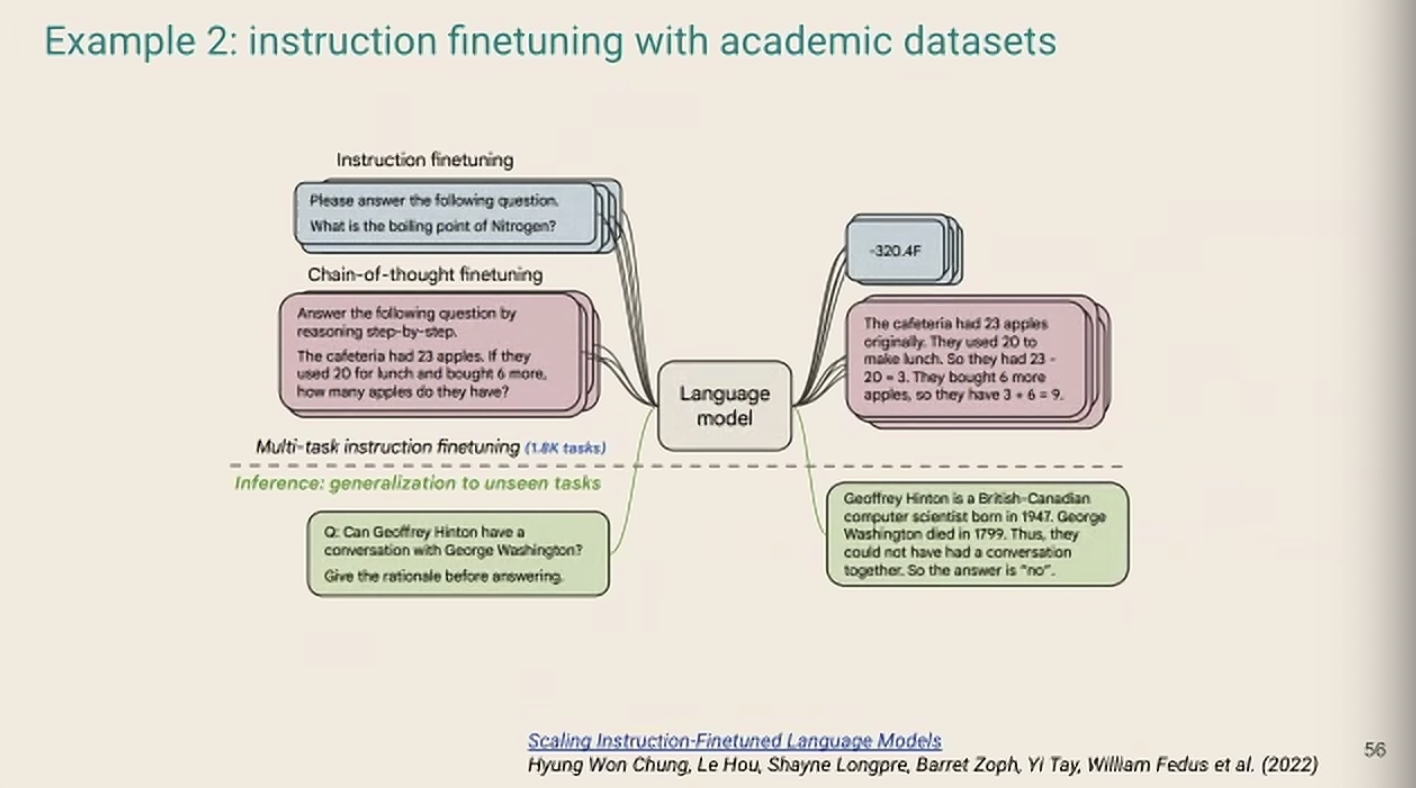 Example 2: instruction finetuning with academic datasets
Instruction finetuning
Please answer the following question.
What is the boiling point of Nitrogen?
-320.4F
Chain-of-thought finetuning
Answer the following question by
reasoning step-by-step.
The cafeteria had 23 apples. If they
used 20 for lunch and bought 6 more,
how many apples do they have?
Language
model
The cafeteria had 23 apples
originally. They used 20 to
make lunch. So they had 23 -
20 = 3. They bought 6 more
apples, so they have 3 + 6 = 9.
Multi-task instruction finetuning (1.8K tasks)
Inference: generalization to unseen tasks
Q: Can Geoffrey Hinton have a
conversation with George Washington?
Give the rationale before answering.
Geoffrey Hinton is a British-Canadian
computer scientist born in 1947. George
Washington died in 1799. Thus, they
could not have had a conversation
together. So the answer is "no".
Scaling Instruction-Finetuned Language Models
Hyung Won Chung, Le Hou, Shayne Longpre, Barret Zoph, Yi Tay, William Fedus et al. (2022)
56